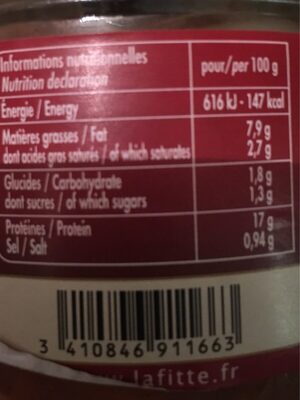 Informations nutritionnelles pour/per 100 g
Nutrition declaration
Énergie / Energy 616 kJ - 147 kcal
Matières grasses / Fat 7,9 g
dont acides gras saturés / of which saturates 2,7 g
Glucides / Carbohydrate 1,8 g
dont sucres / of which sugars 1,3 g
Protéines / Protein 17 g
Sel / Salt 0,94 g
3 410846 911663
lafitte.fr